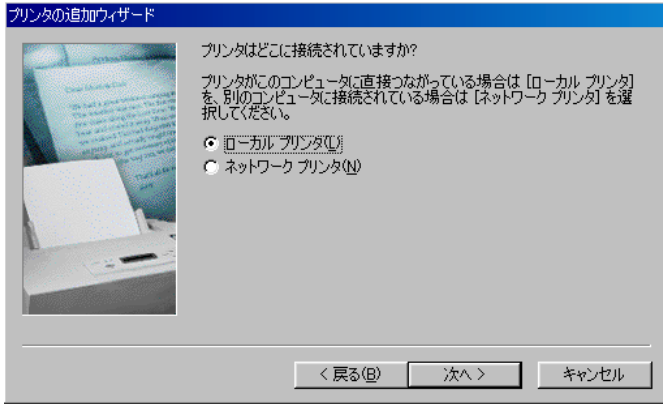 プリンタの追加ウィザード
プリンタはどこに接続されていますか?
プリンタがこのコンピュータに直接つながっている場合は [ローカル プリンタ]
を、別のコンピュータに接続されている場合は [ネットワーク プリンタ] を選
択してください。
ローカル プリンタ(L)
ネットワーク プリンタ(N)
< 戻る(B)
次へ >
キャンセル